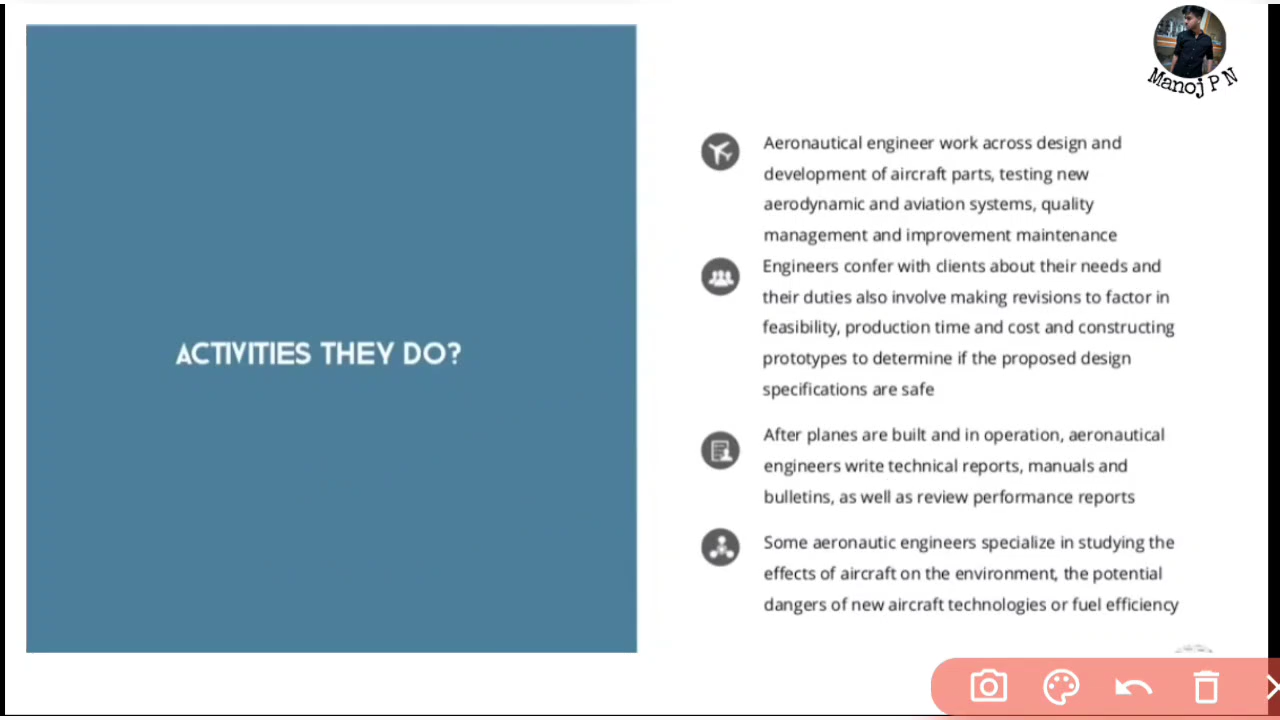 Manoj P N
ACTIVITIES THEY DO?
Aeronautical engineer work across design and
development of aircraft parts, testing new
aerodynamic and aviation systems, quality
management and improvement maintenance
Engineers confer with clients about their needs and
their duties also involve making revisions to factor in
feasibility, production time and cost and constructing
prototypes to determine if the proposed design
specifications are safe
After planes are built and in operation, aeronautical
engineers write technical reports, manuals and
bulletins, as well as review performance reports
Some aeronautic engineers specialize in studying the
effects of aircraft on the environment, the potential
dangers of new aircraft technologies or fuel efficiency